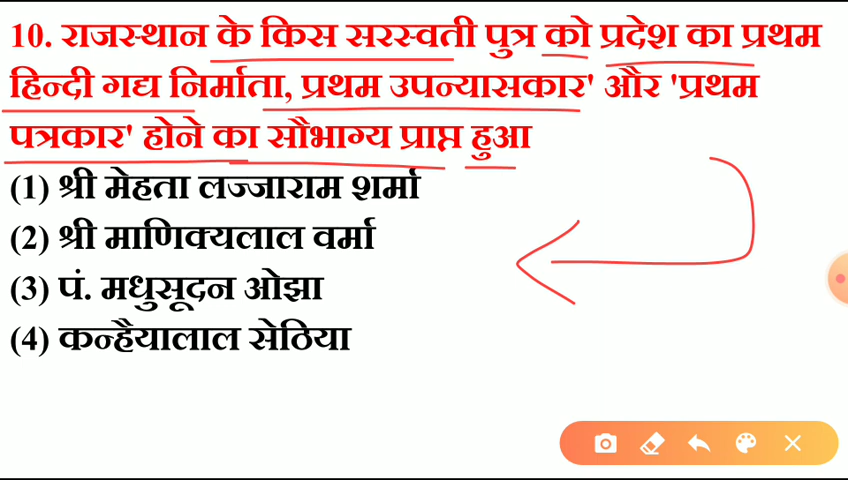 10. राजस्थान के किस सरस्वती पुत्र को प्रदेश का प्रथम
हिन्दी गद्य निर्माता, प्रथम उपन्यासकार' और 'प्रथम
पत्रकार' होने का सौभाग्य प्राप्त हुआ
(1) श्री मेहता लज्जाराम शर्मा
(2) श्री माणिक्यलाल वर्मा
(3) पं. मधुसूदन ओझा
(4) कन्हैयालाल सेठिया